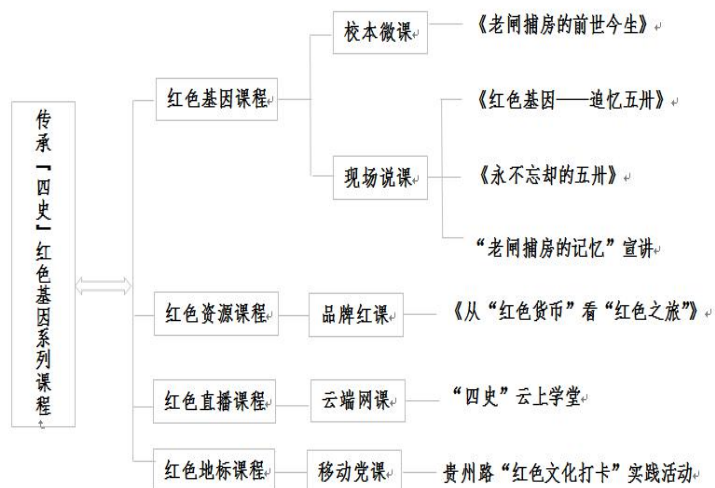 传承「四史」红色基因系列课程
红色基因课程
校本微课
《老闸捕房的前世今生》
现场说课
《红色基因——追忆五卅》
《永不忘却的五卅》
“老闸捕房的记忆”宣讲
红色资源课程
品牌红课
《从“红色货币”看“红色之旅”》
红色直播课程
云端网课
“四史”云上学堂
红色地标课程
移动党课
贵州路“红色文化打卡”实践活动